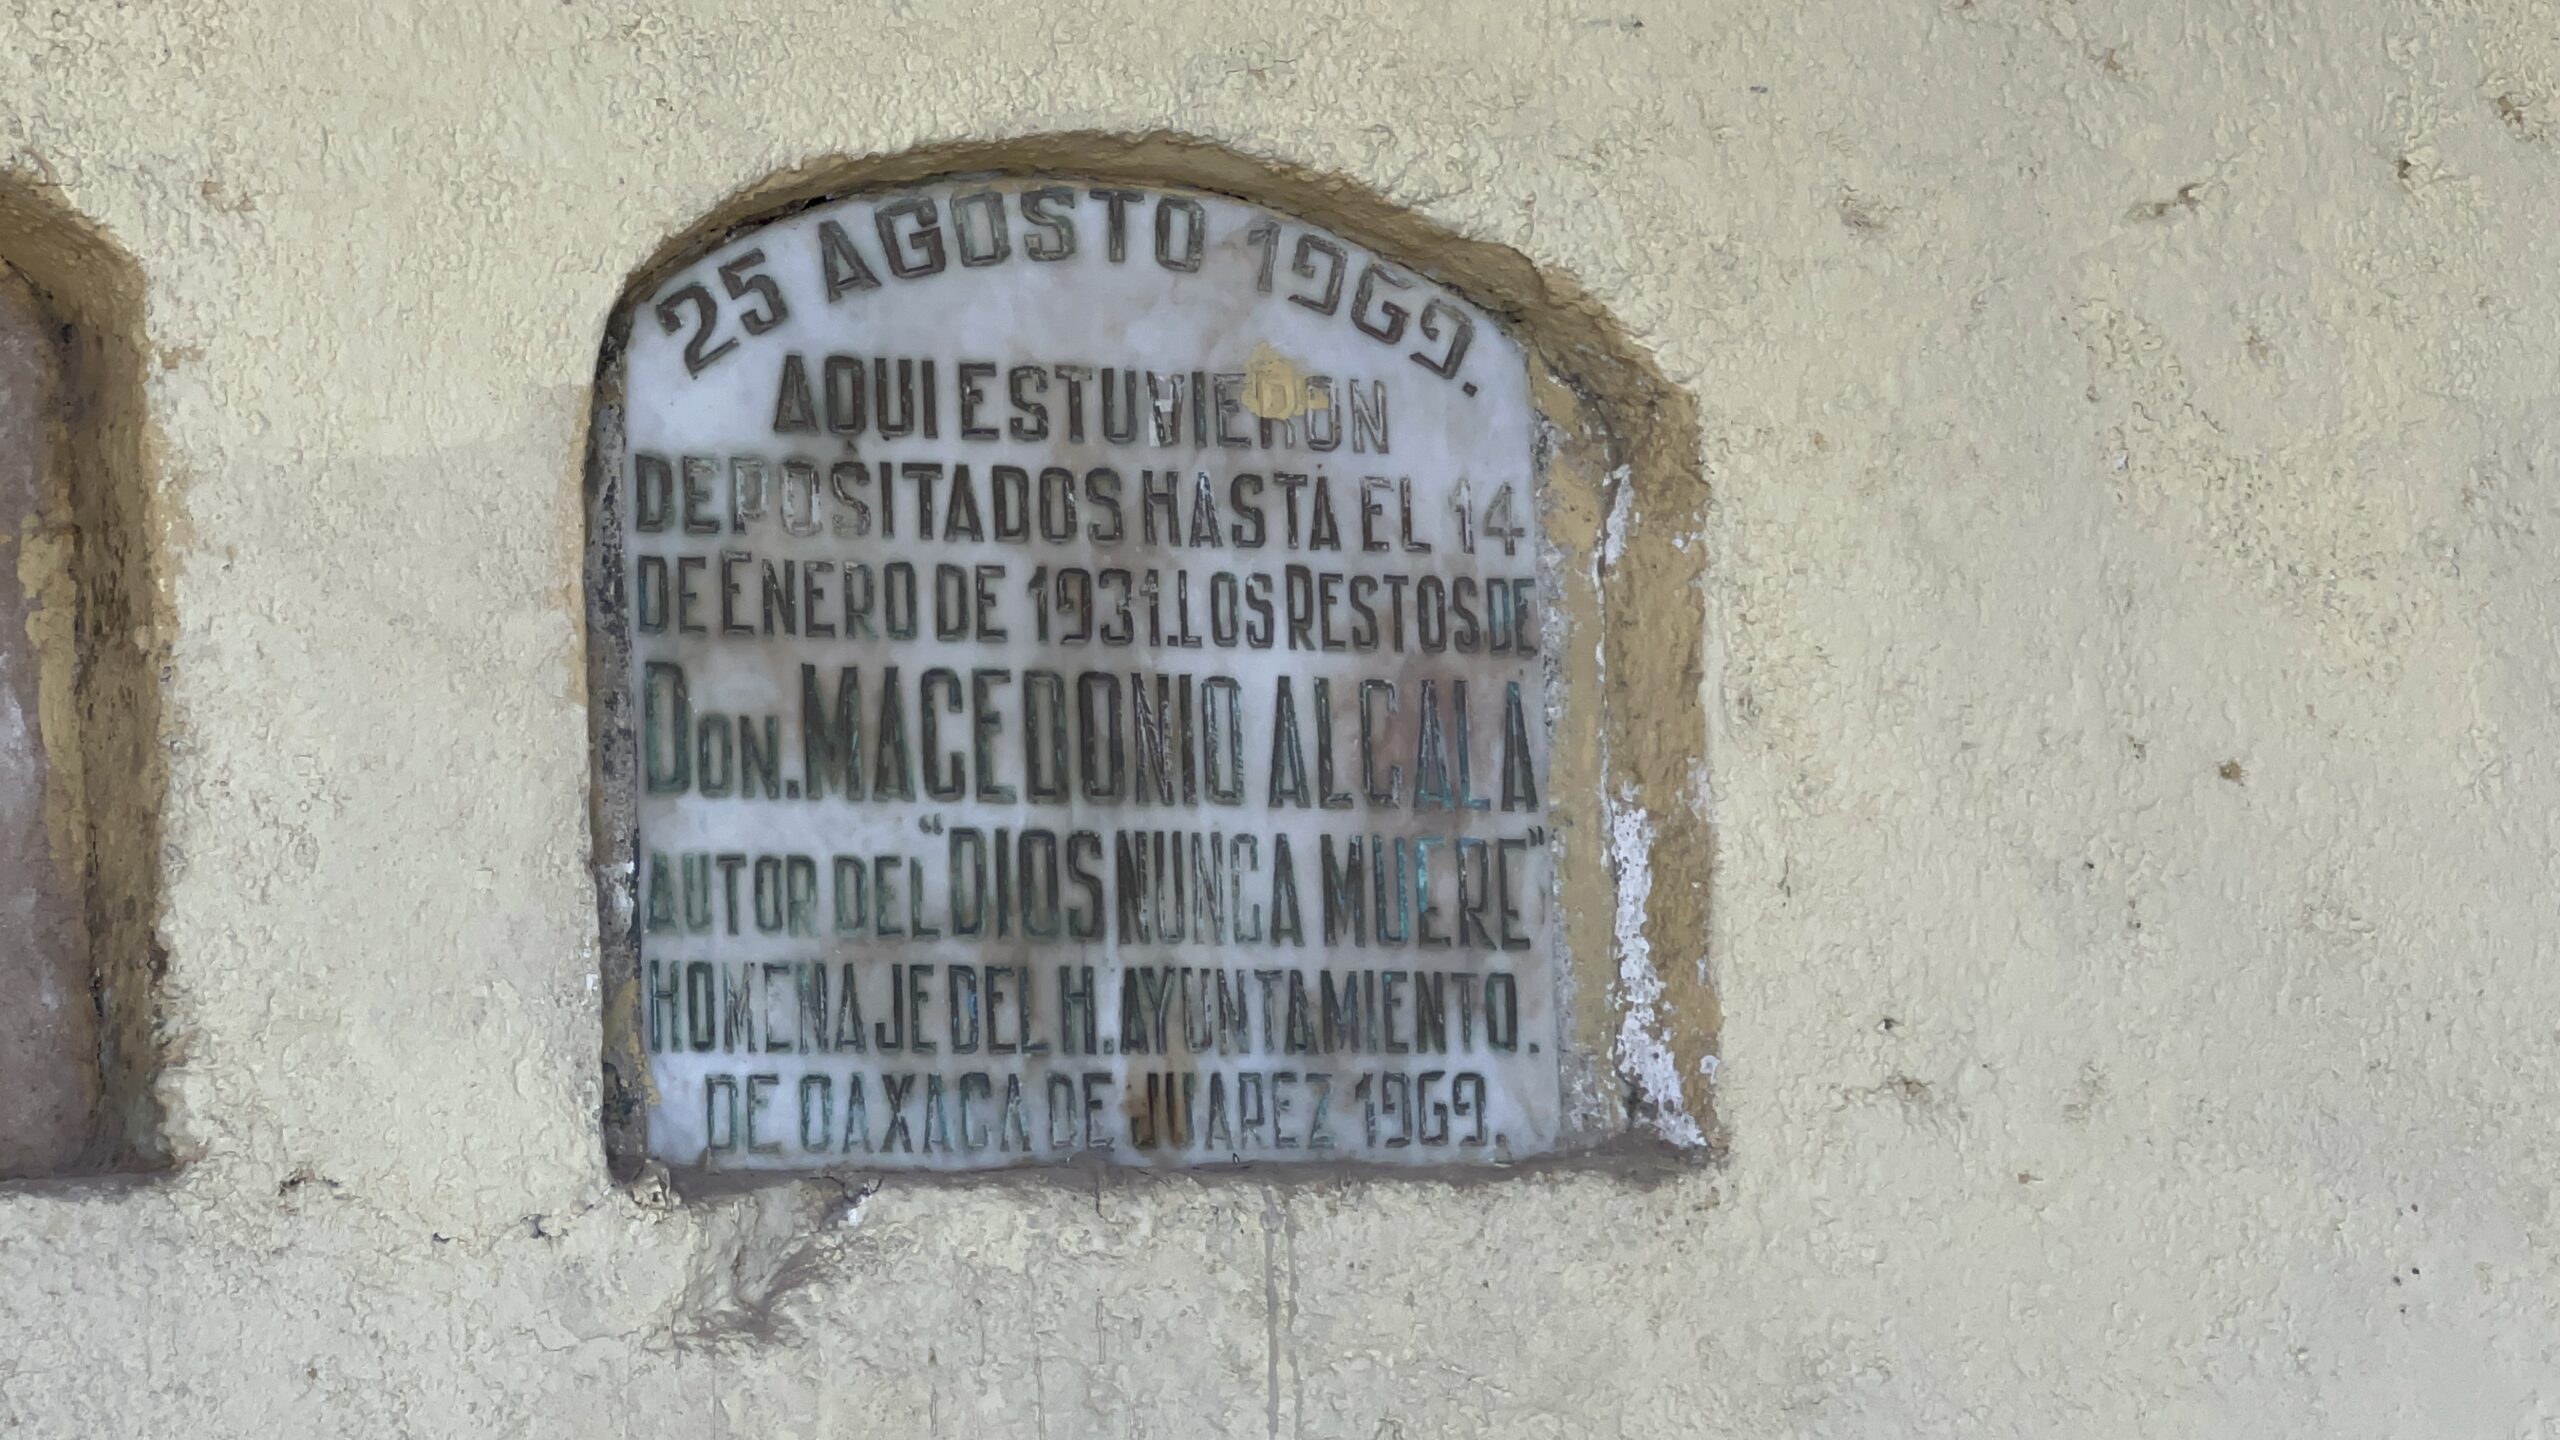 25 AGOSTO 1969.
AQUI ESTUVIERON
DEPOSITADOS HASTA EL 14
DE ENERO DE 1931. LOS RESTOS DE
DON. MACEDONIO ALCALA
AUTOR DEL "DIOS NUNCA MUERE"
HOMENAJE DEL H. AYUNTAMIENTO.
DE OAXACA DE JUAREZ 1969.